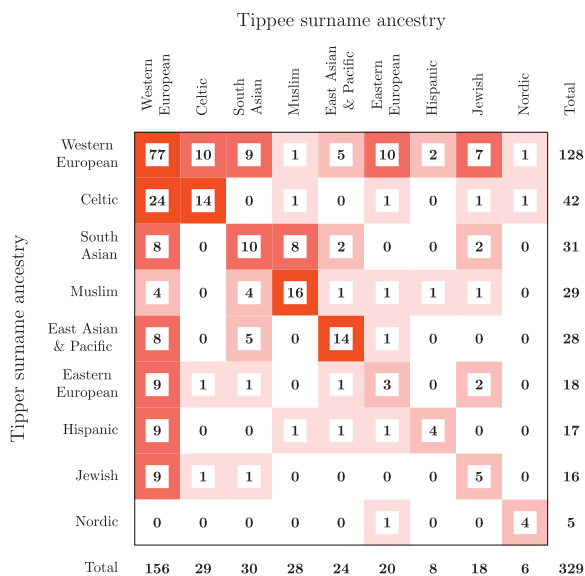 Tippee surname ancestry
Western
European
Celtic
South
Asian
Muslim
East Asian
& Pacific
Eastern
European
Hispanic
Jewish
Nordic
Total
Tipper surname ancestry
Western
European
77 10 9 1 5 10 2 7 1 128
Celtic 24 14 0 1 0 1 0 1 1 42
South
Asian
8 0 10 8 2 0 0 2 0 31
Muslim 4 0 4 16 1 1 1 1 0 29
East Asian
& Pacific
8 0 5 0 14 1 0 0 0 28
Eastern
European
9 1 1 0 1 3 0 2 0 18
Hispanic 9 0 0 1 1 1 4 0 0 17
Jewish 9 1 1 0 0 0 0 5 0 16
Nordic 0 0 0 0 0 1 0 0 4 5
Total 156 29 30 28 24 20 8 18 6 329